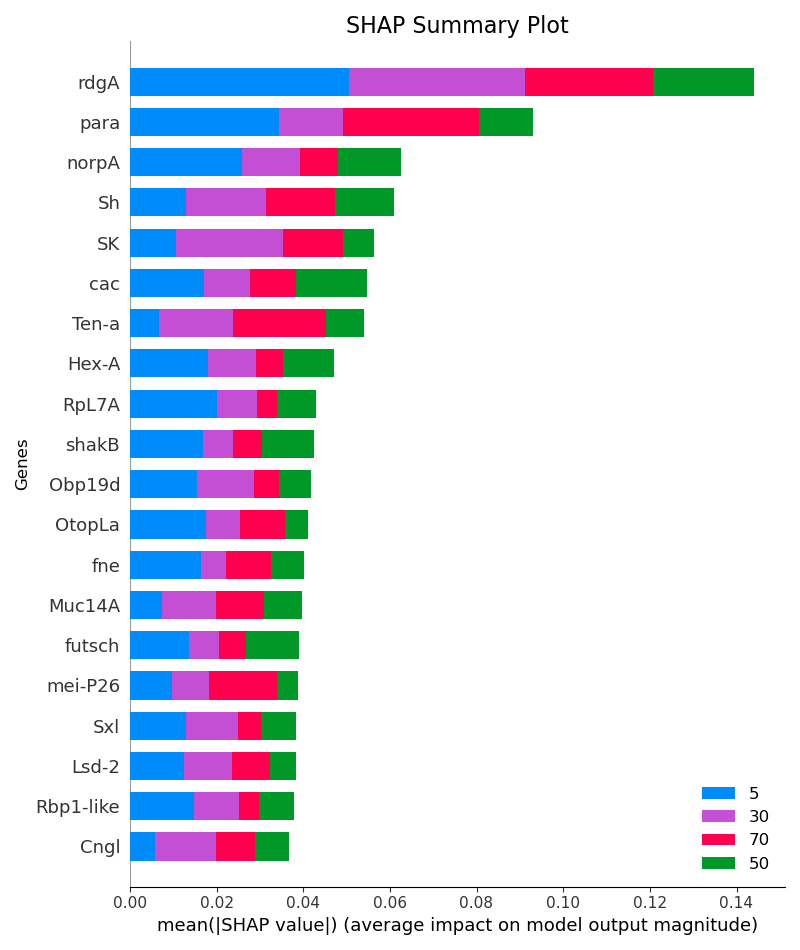 SHAP Summary Plot
rdgA
para
norpA
Sh
SK
cac
Ten-a
Hex-A
RpL7A
shakB
Obp19d
OtopLa
fne
Muc14A
futsch
mei-P26
Sxl
Lsd-2
Rbp1-like
Cngl
Genes
5
30
70
50
0.00 0.02 0.04 0.06 0.08 0.10 0.12 0.14
mean(|SHAP value|) (average impact on model output magnitude)